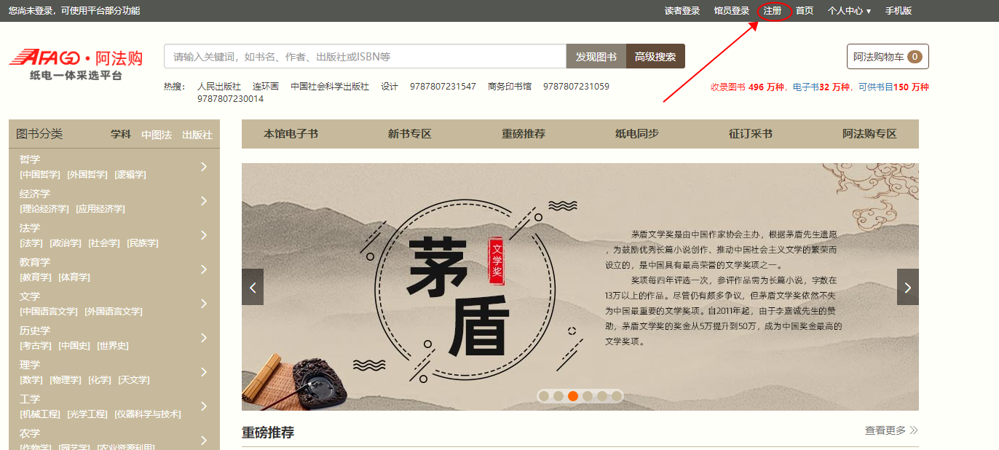 您尚未登录，可使用平台部分功能
读者登录 馆员登录 注册 首页 个人中心 ▼ 手机版
AFAGO·阿法购
纸电一体采选平台
请输入关键词，如书名、作者、出版社或ISBN等 发现图书 高级搜索
阿法购物车 0
热搜： 人民出版社 连环画 中国社会科学出版社 设计 9787807231547 商务印书馆 9787807231059
9787807230014
收录图书 496 万种，电子书32 万种，可供书目150 万种
图书分类 学科 中图法 出版社
哲学
[中国哲学] [外国哲学] [逻辑学]
经济学
[理论经济学] [应用经济学]
法学
[法学] [政治学] [社会学] [民族学]
教育学
[教育学] [体育学]
文学
[中国语言文学] [外国语言文学]
历史学
[考古学] [中国史] [世界史]
理学
[数学] [物理学] [化学] [天文学]
工学
[机械工程] [光学工程] [仪器科学与技术]
农学
[作物学] [园艺学] [农业资源利用]
本馆电子书 新书专区 重磅推荐 纸电同步 征订采书 阿法购专区
茅盾
文学奖
茅盾文学奖是由中国作家协会主办，根据茅盾先生遗愿
，为鼓励优秀长篇小说创作、推动中国社会主义文学的繁荣而
设立的，是中国具有最高荣誉的文学奖项之一。
奖项每四年评选一次，参评作品需为长篇小说，字数在
13万以上的作品。尽管仍有颇多争议，但茅盾文学奖依然不失
为中国最重要的文学奖项。自2011年起，由于李嘉诚先生的赞
助，茅盾文学奖的奖金从5万提升到50万，成为中国奖金最高的
文学奖项。
重磅推荐
查看更多